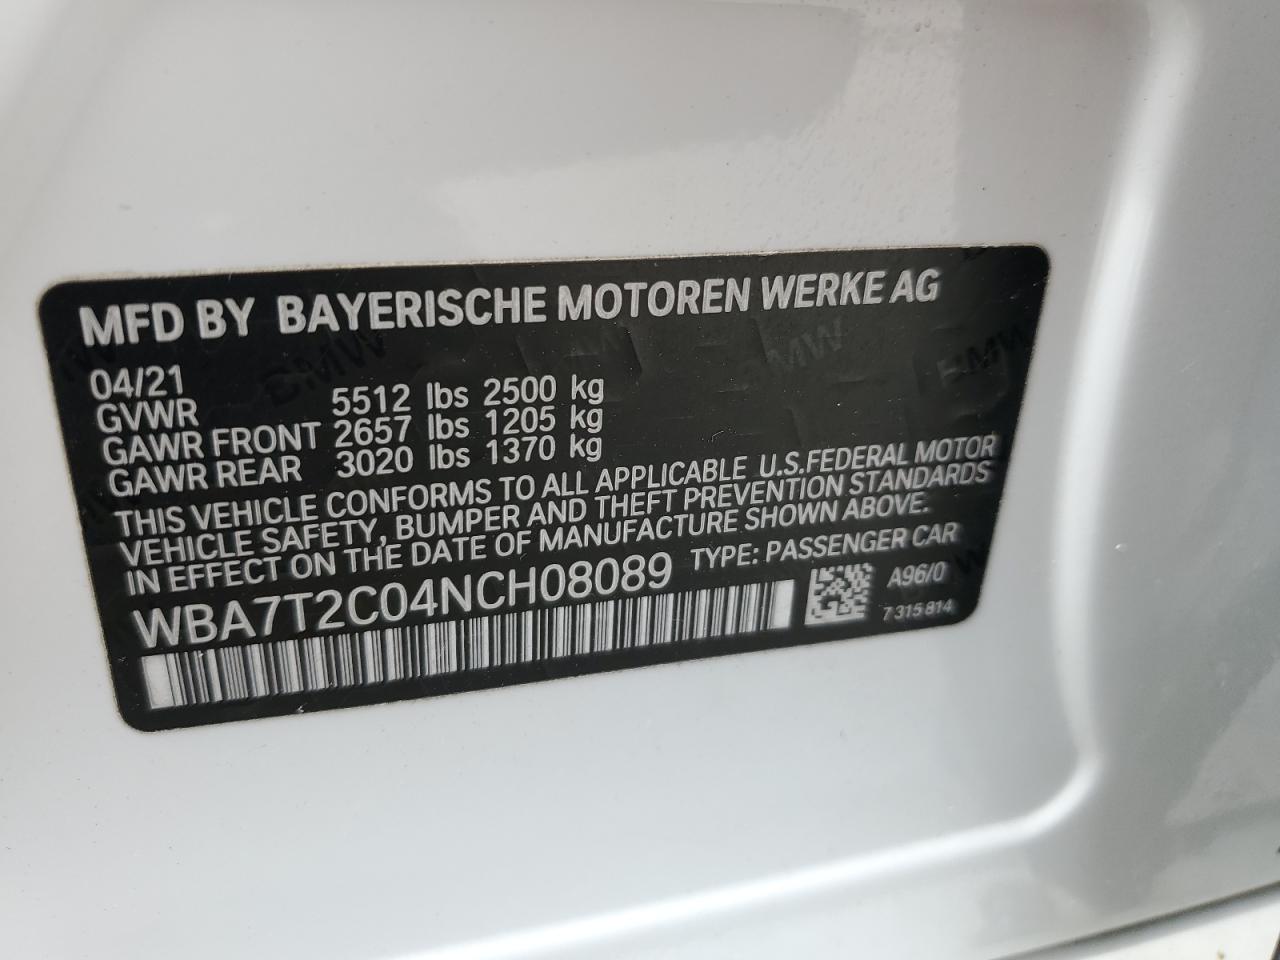 MFD BY BAYERISCHE MOTOREN WERKE AG
04/21
GVWR 5512 lbs 2500 kg
GAWR FRONT 2657 lbs 1205 kg
GAWR REAR 3020 lbs 1370 kg
THIS VEHICLE CONFORMS TO ALL APPLICABLE U.S.FEDERAL MOTOR
VEHICLE SAFETY, BUMPER AND THEFT PREVENTION STANDARDS
IN EFFECT ON THE DATE OF MANUFACTURE SHOWN ABOVE.
WBA7T2C04NCH08089 TYPE: PASSENGER CAR
A96/0
7 315 814
BMW
BMW
BMW